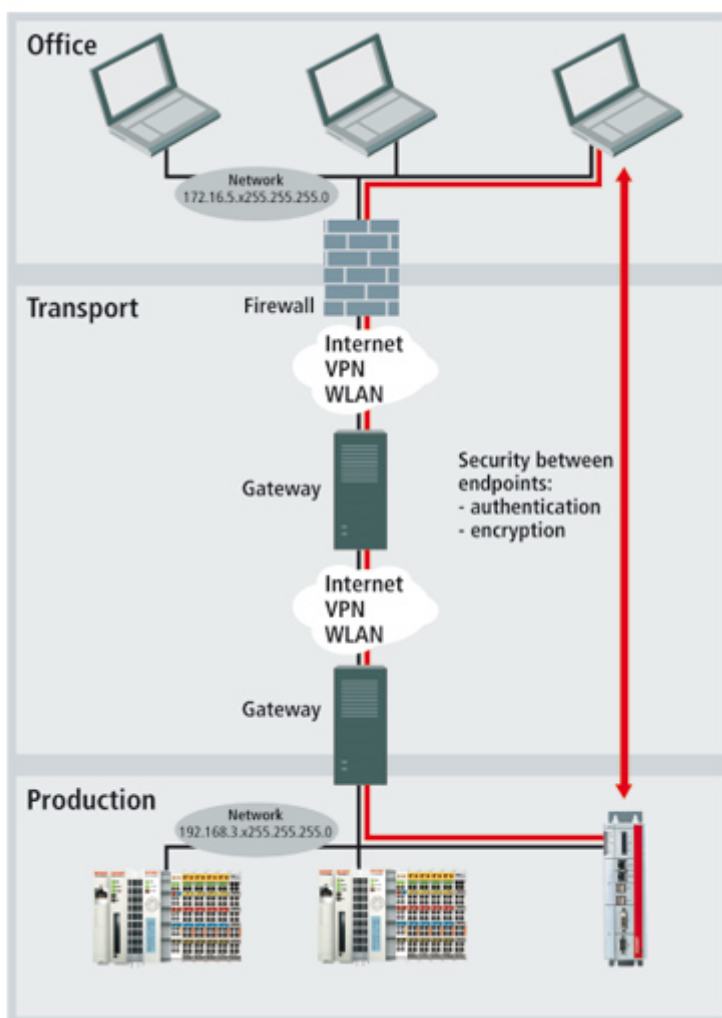 Office
Network
172.16.5.x255.255.255.0
Transport
Firewall
Internet
VPN
WLAN
Gateway
Security between
endpoints:
- authentication
- encryption
Internet
VPN
WLAN
Gateway
Production
Network
192.168.3.x255.255.255.0